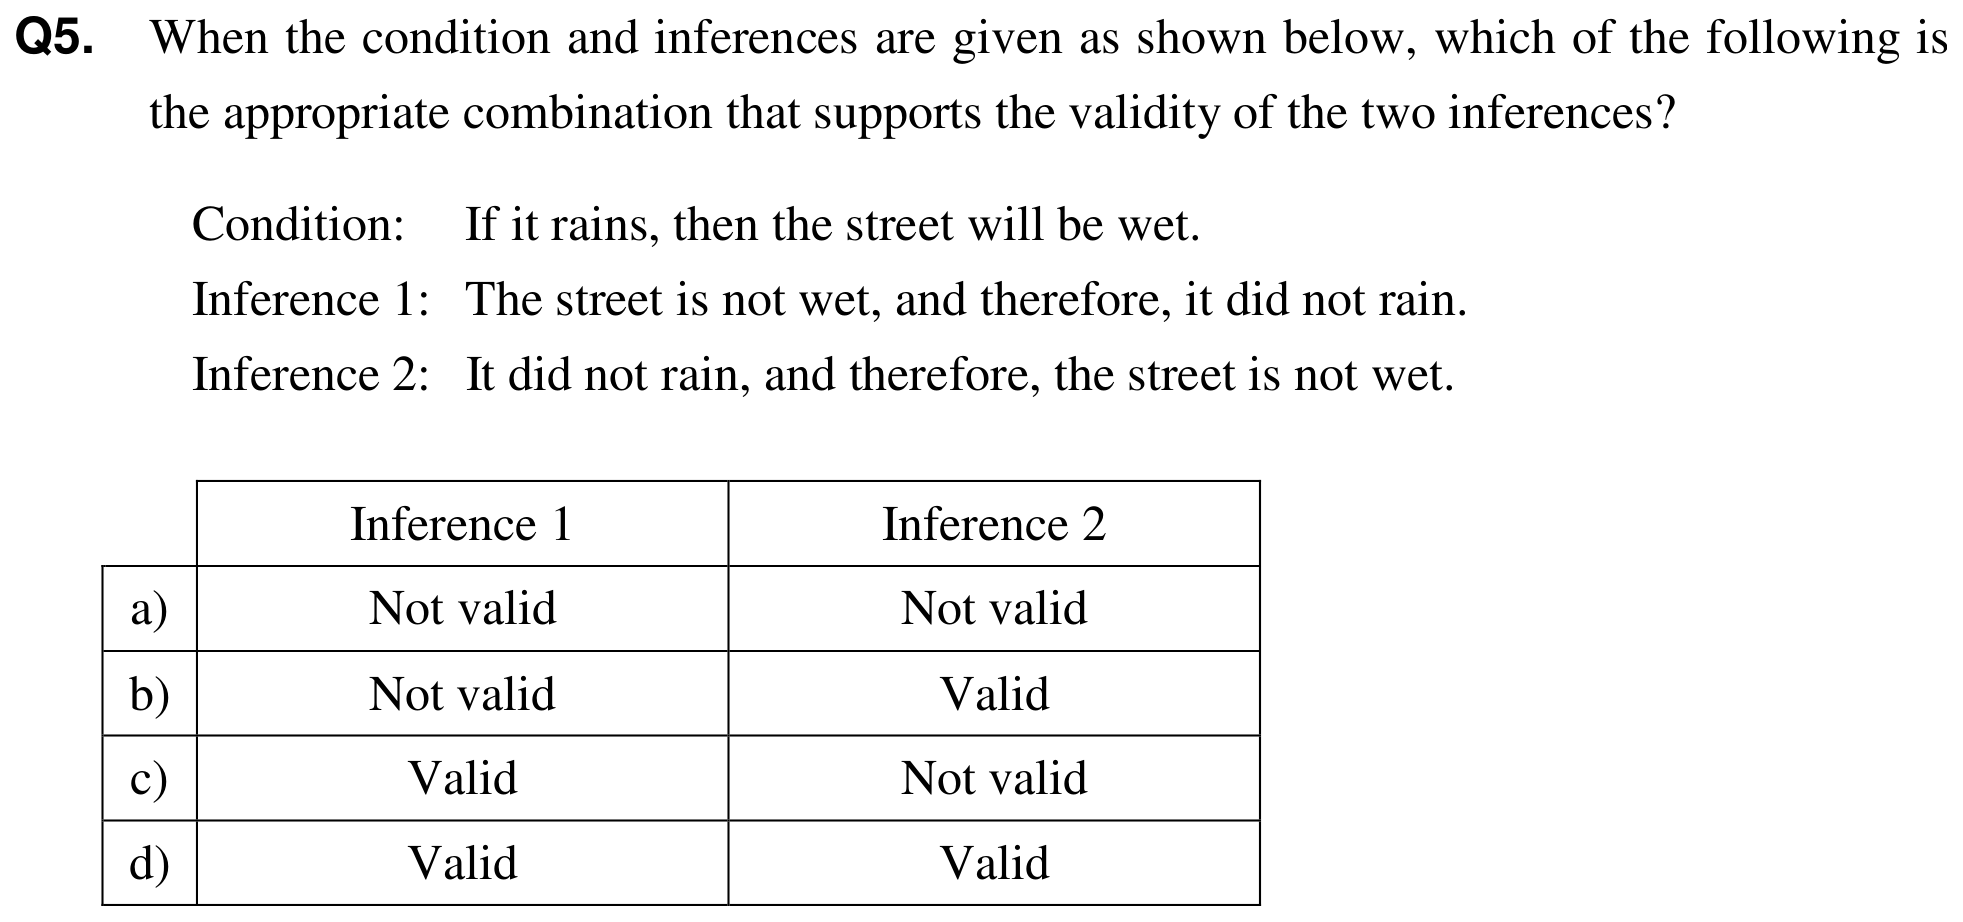 Q5. When the condition and inferences are given as shown below, which of the following is
the appropriate combination that supports the validity of the two inferences?
Condition: If it rains, then the street will be wet.
Inference 1: The street is not wet, and therefore, it did not rain.
Inference 2: It did not rain, and therefore, the street is not wet.
Inference 1 Inference 2
a) Not valid Not valid
b) Not valid Valid
c) Valid Not valid
d) Valid Valid